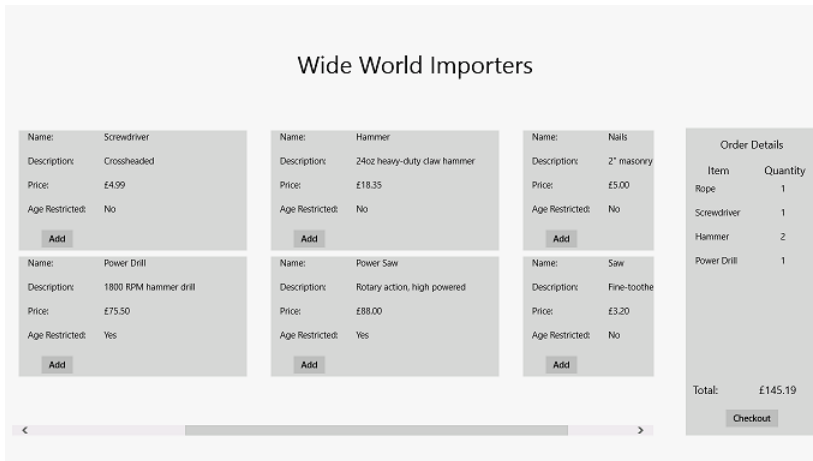 Wide World Importers
Name: Screwdriver
Description: Crossheaded
Price: £4.99
Age Restricted: No
Add
Name: Hammer
Description: 24oz heavy-duty claw hammer
Price: £18.35
Age Restricted: No
Add
Name: Nails
Description: 2" masonry
Price: £5.00
Age Restricted: No
Add
Name: Power Drill
Description: 1800 RPM hammer drill
Price: £75.50
Age Restricted: Yes
Add
Name: Power Saw
Description: Rotary action, high powered
Price: £88.00
Age Restricted: Yes
Add
Name: Saw
Description: Fine-toothe
Price: £3.20
Age Restricted: No
Add
Order Details
Item Quantity
Rope 1
Screwdriver 1
Hammer 2
Power Drill 1
Total: £145.19
Checkout